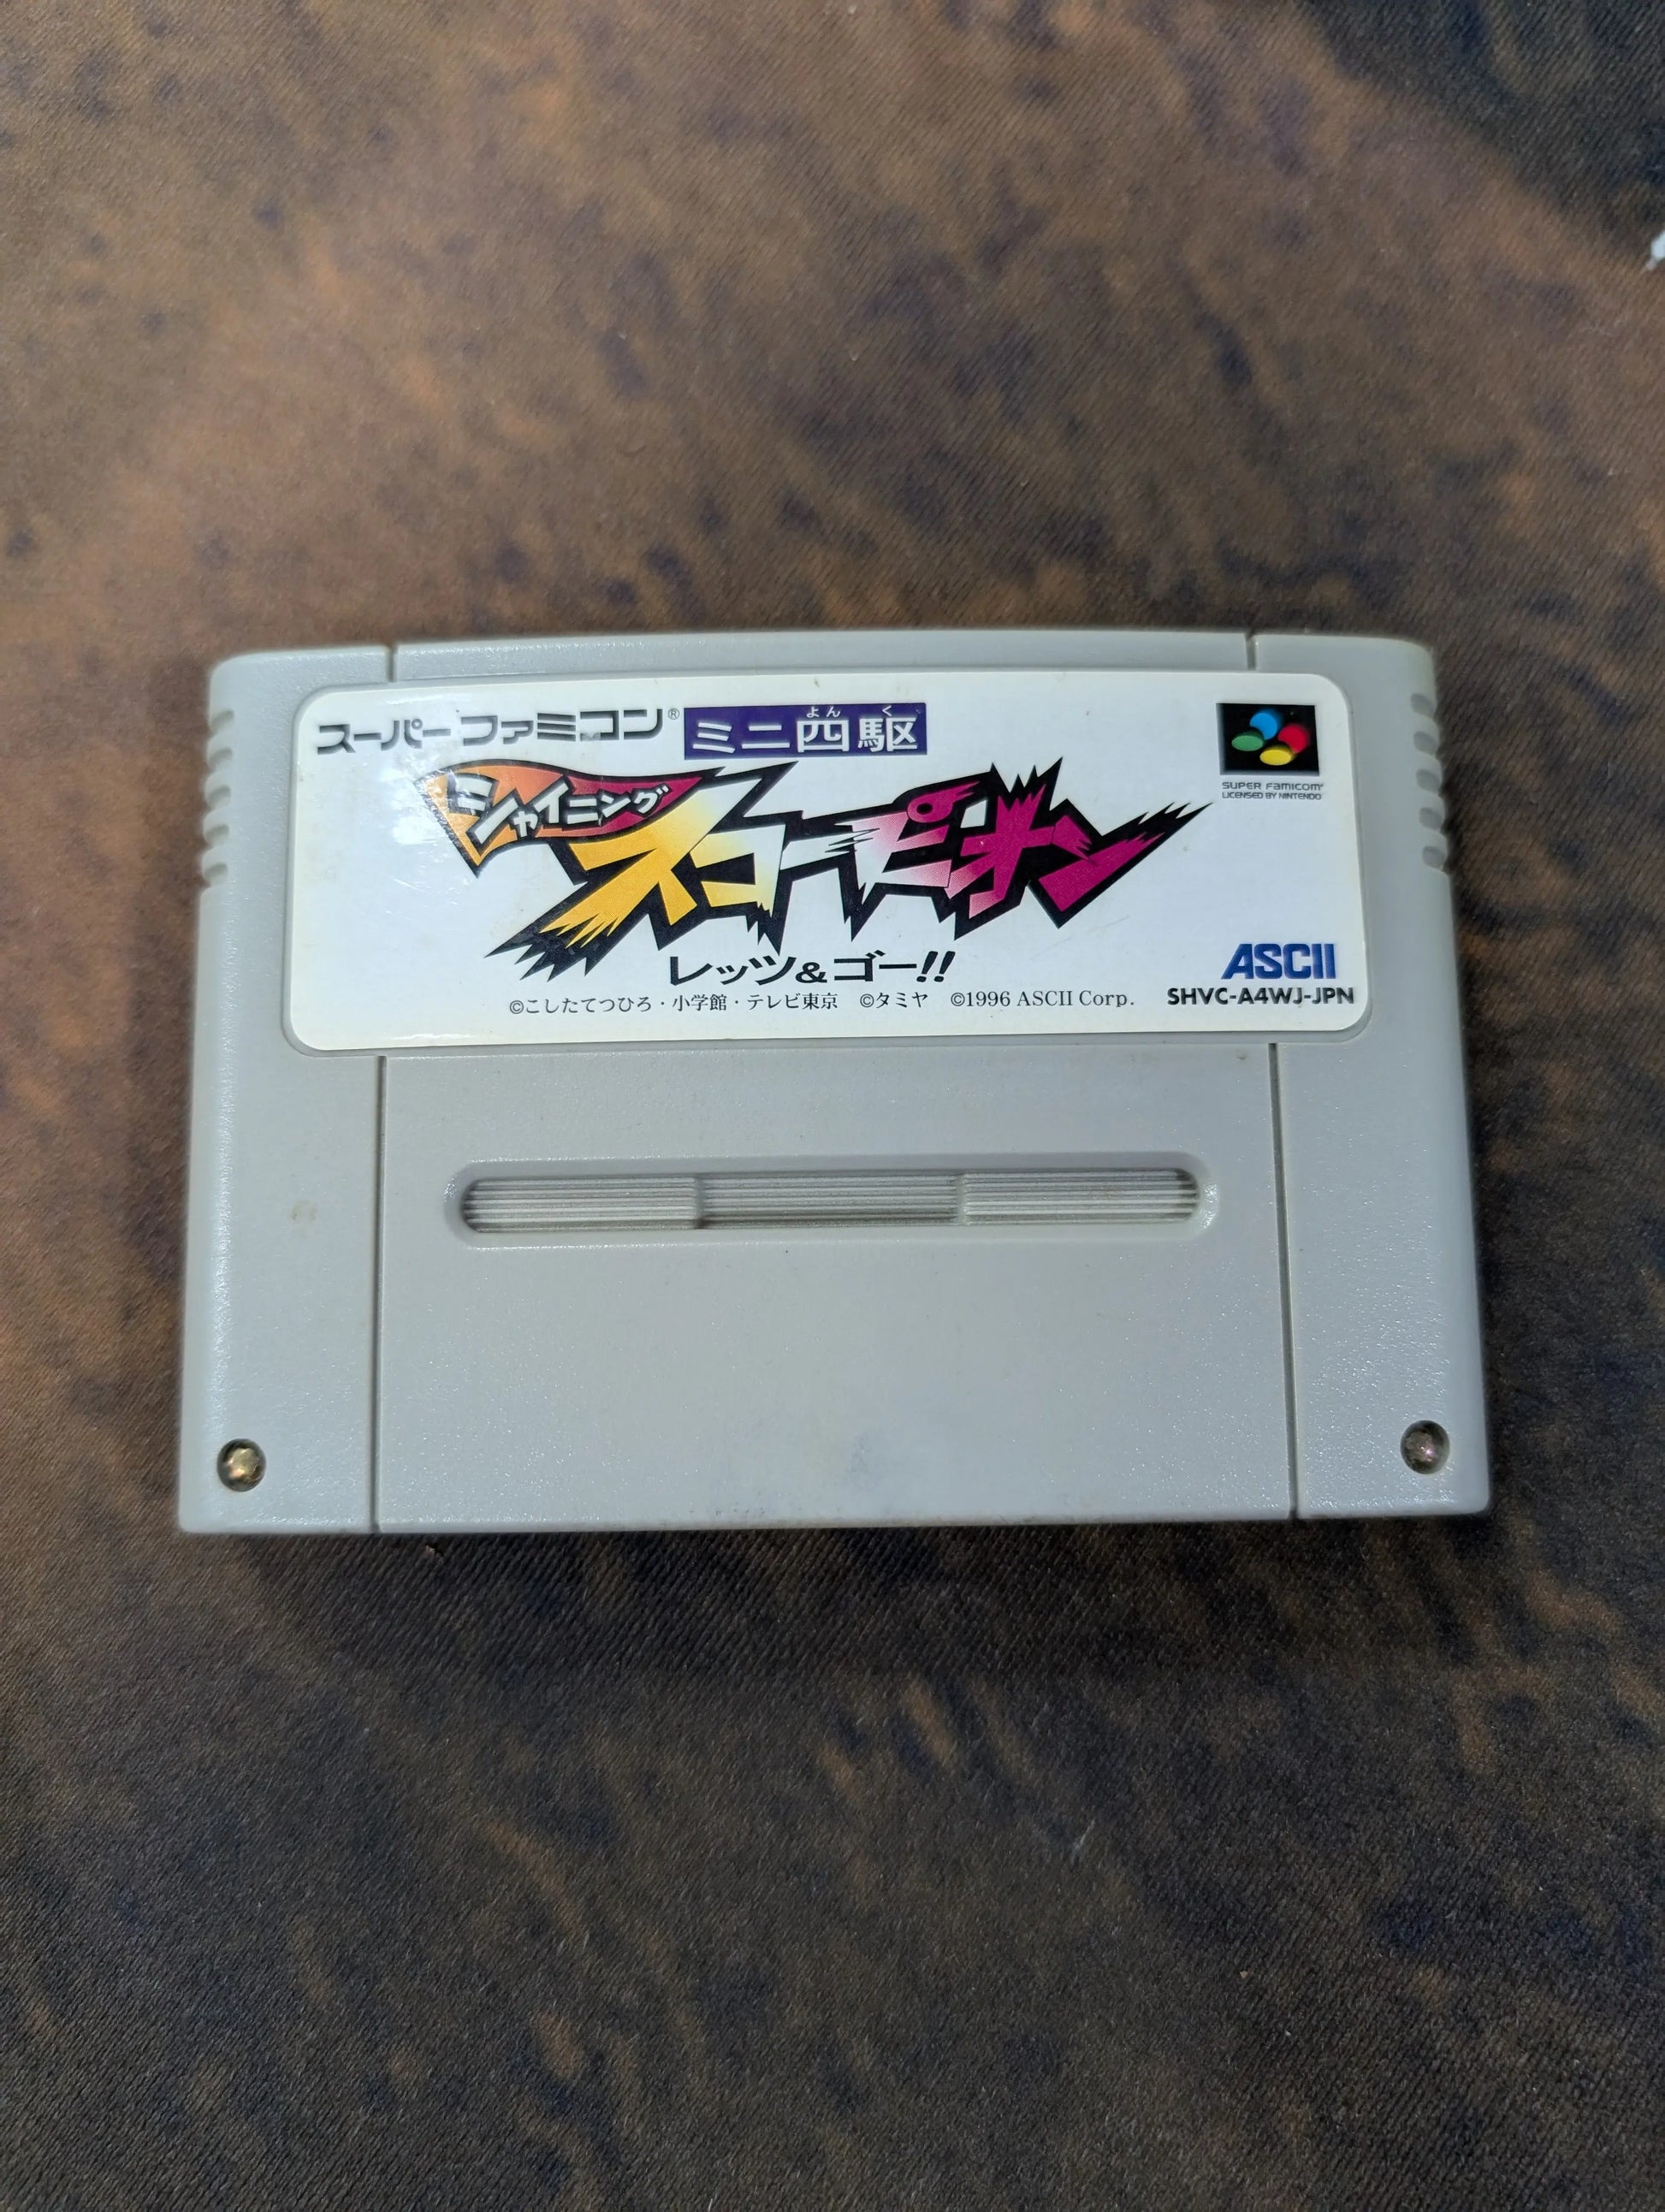 スーパーファミコン®
ミニ四駆
よんく
シャイニング
スコーピオン
レッツ&ゴー!!
SUPER FAMICOM
LICENSED BY NINTENDO
ASCII
©こしたてつひろ・小学館・テレビ東京 ©タミヤ ©1996 ASCII Corp.
SHVC-A4WJ-JPN